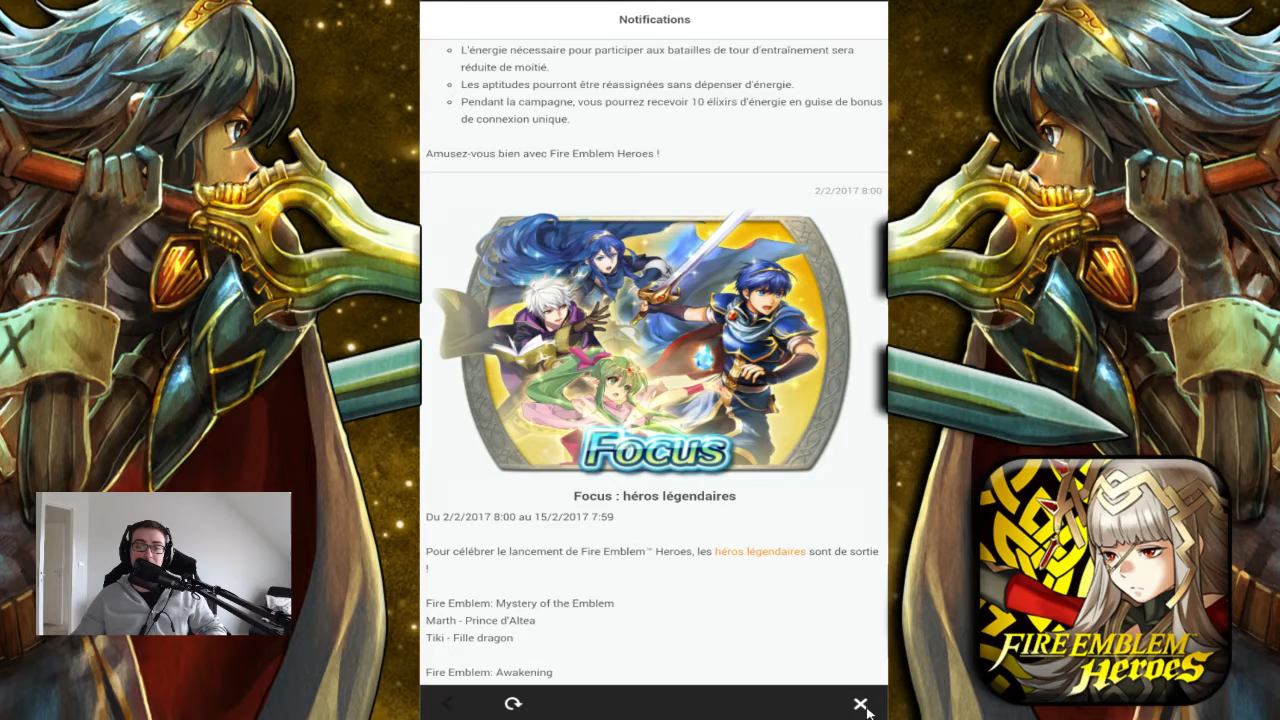 Notifications
L'énergie nécessaire pour participer aux batailles de tour d'entraînement sera
réduite de moitié.
Les aptitudes pourront être réassignées sans dépenser d'énergie.
Pendant la campagne, vous pourrez recevoir 10 élixirs d'énergie en guise de bonus
de connexion unique.
Amusez-vous bien avec Fire Emblem Heroes !
2/2/2017 8:00
Focus
Focus : héros légendaires
Du 2/2/2017 8:00 au 15/2/2017 7:59
Pour célébrer le lancement de Fire Emblem™ Heroes, les héros légendaires sont de sortie
!
Fire Emblem: Mystery of the Emblem
Marth - Prince d'Altea
Tiki - Fille dragon
Fire Emblem: Awakening
FIRE EMBLEM™
HEROES